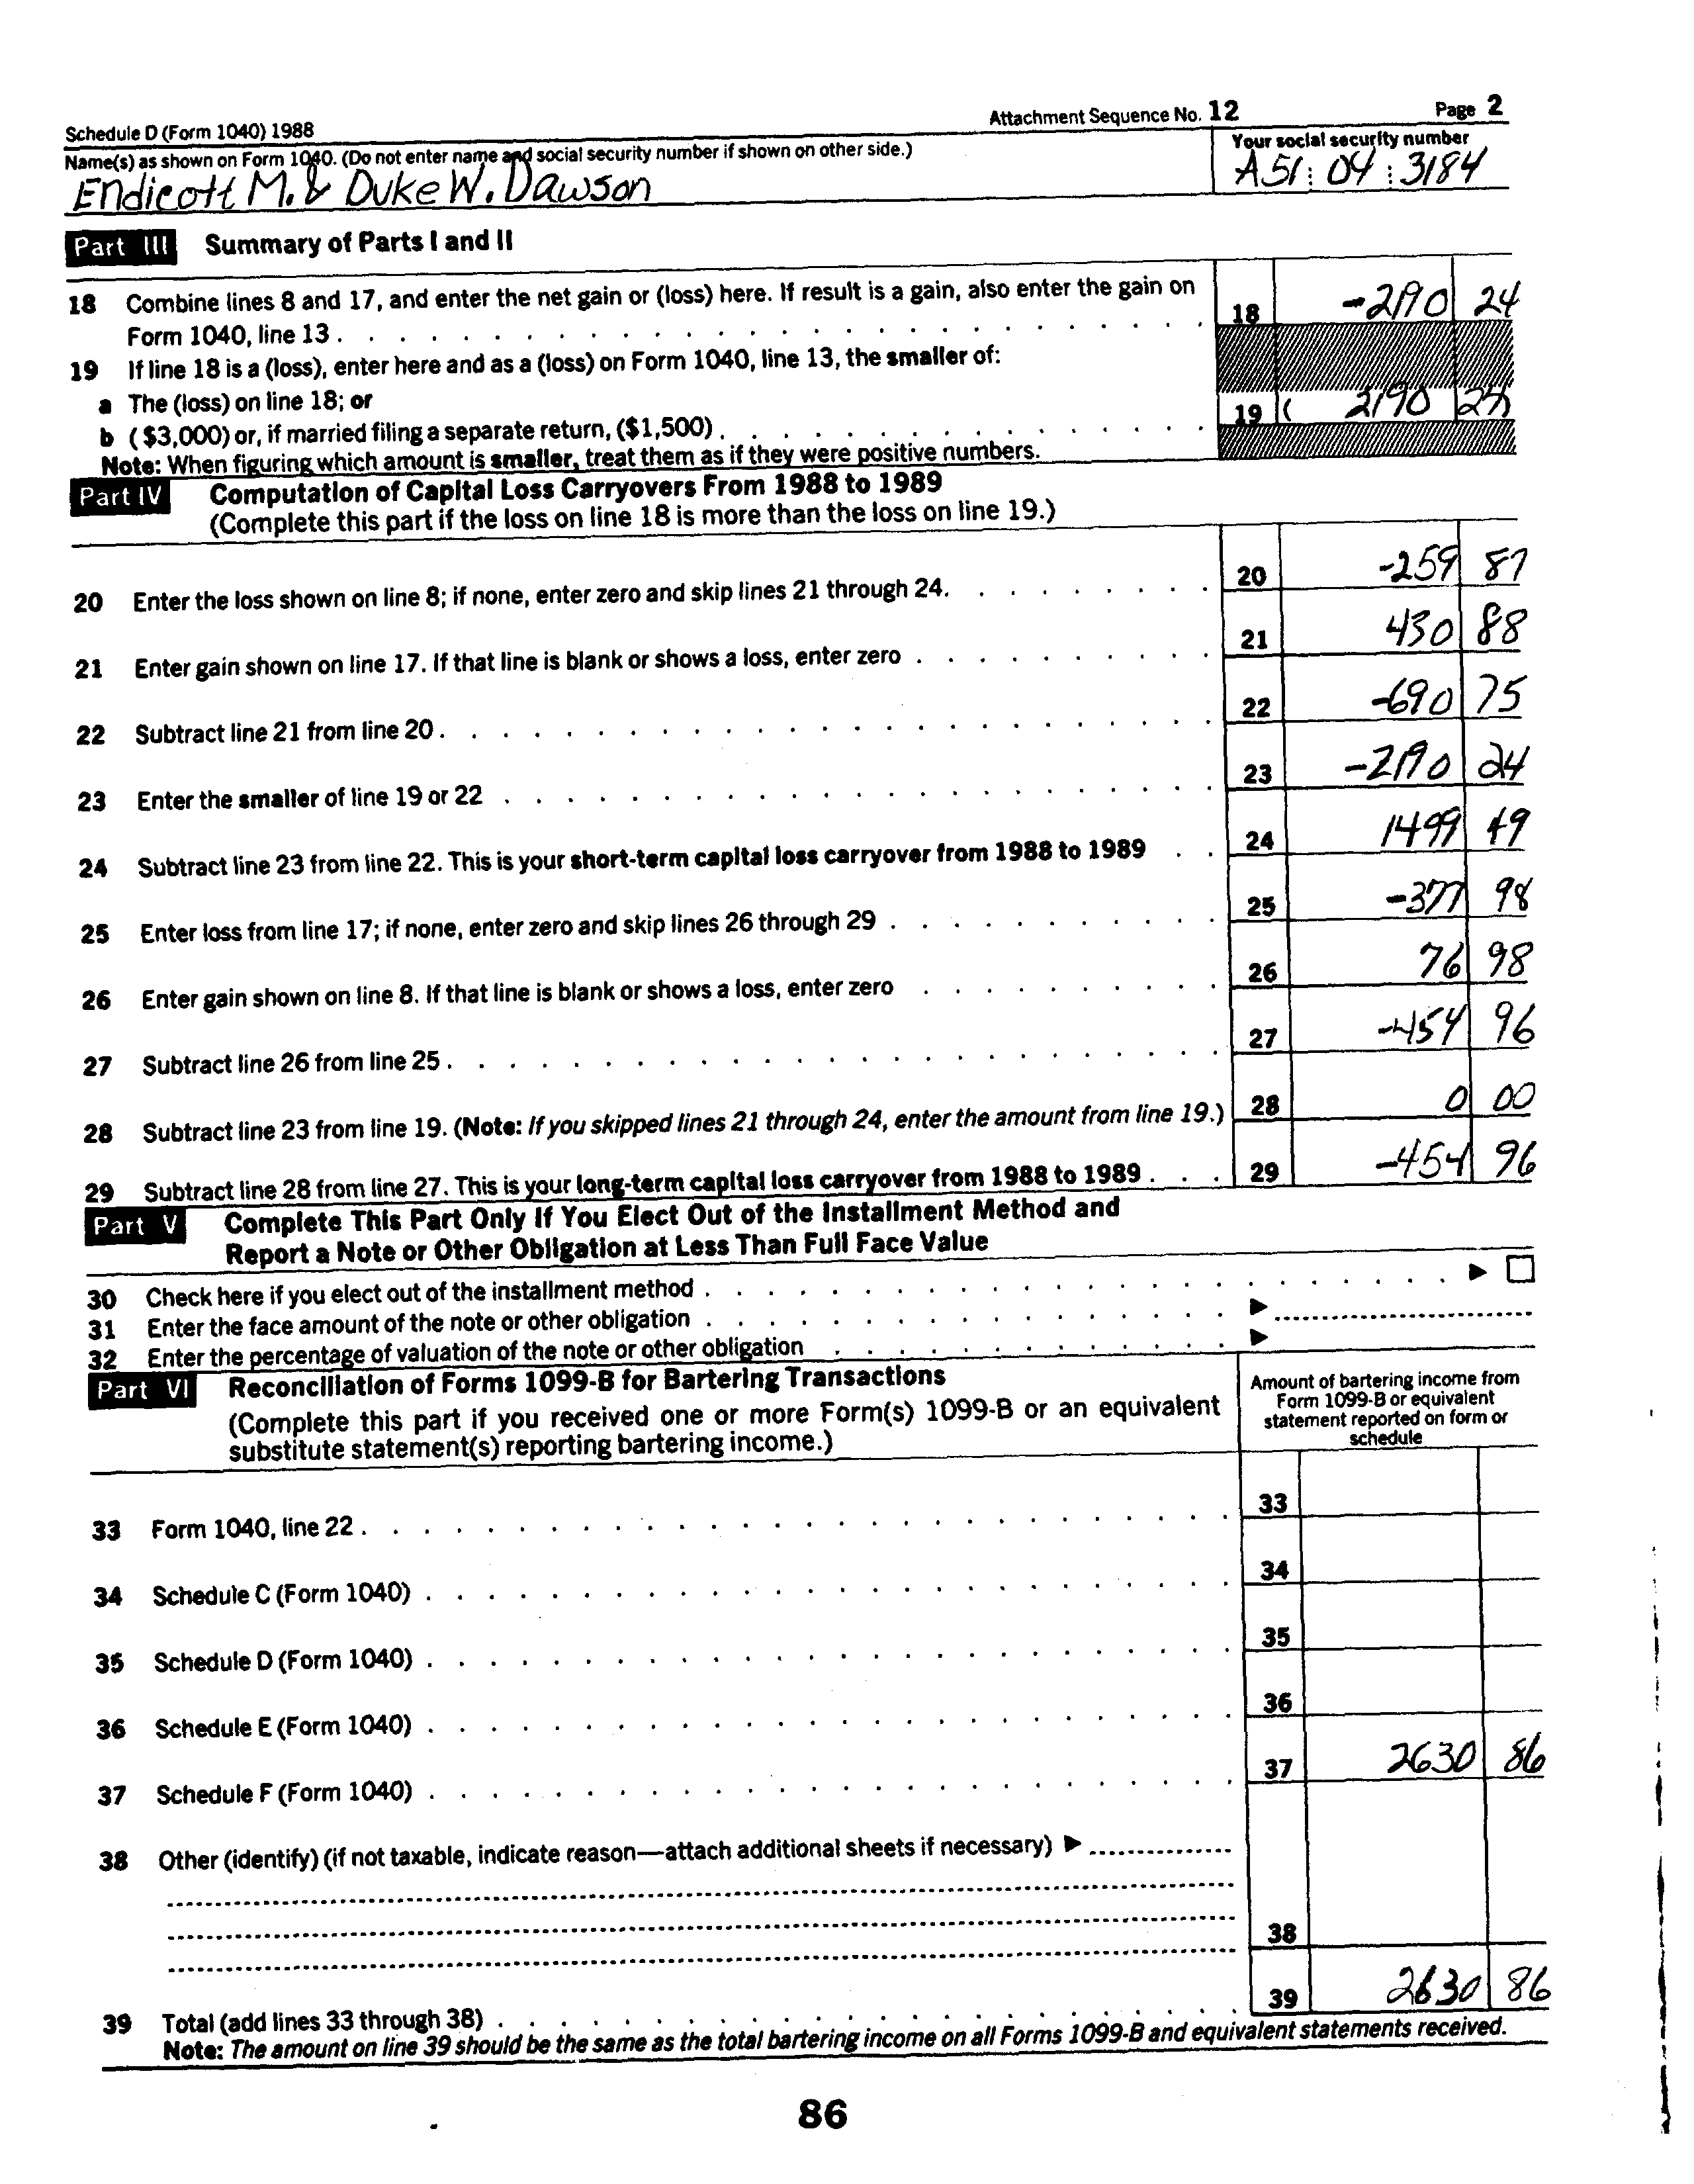 Schedule D (Form 1040) 1988 Attachment Sequence No. 12 Page 2
Name(s) as shown on Form 1040. (Do not enter name and social security number if shown on other side.) Your social security number
Endicott M. & Duke W. Dawson A51 04 3184
Part III Summary of Parts I and II
18 Combine lines 8 and 17, and enter the net gain or (loss) here. If result is a gain, also enter the gain on
Form 1040, line 13 18 -2190 24
19 If line 18 is a (loss), enter here and as a (loss) on Form 1040, line 13, the smaller of:
a The (loss) on line 18; or
b ($3,000) or, if married filing a separate return, ($1,500) 19 ( 2190 24)
Note: When figuring which amount is smaller, treat them as if they were positive numbers.
Part IV Computation of Capital Loss Carryovers From 1988 to 1989
(Complete this part if the loss on line 18 is more than the loss on line 19.)
20 Enter the loss shown on line 8; if none, enter zero and skip lines 21 through 24. 20 -259 87
21 Enter gain shown on line 17. If that line is blank or shows a loss, enter zero 21 430 88
22 Subtract line 21 from line 20 22 -690 75
23 Enter the smaller of line 19 or 22 23 -2190 24
24 Subtract line 23 from line 22. This is your short-term capital loss carryover from 1988 to 1989 24 1499 49
25 Enter loss from line 17; if none, enter zero and skip lines 26 through 29 25 -377 98
26 Enter gain shown on line 8. If that line is blank or shows a loss, enter zero 26 76 98
27 Subtract line 26 from line 25 27 -454 96
28 Subtract line 23 from line 19. (Note: If you skipped lines 21 through 24, enter the amount from line 19.) 28 0 00
29 Subtract line 28 from line 27. This is your long-term capital loss carryover from 1988 to 1989 29 -454 96
Part V Complete This Part Only If You Elect Out of the Installment Method and
Report a Note or Other Obligation at Less Than Full Face Value
30 Check here if you elect out of the installment method
31 Enter the face amount of the note or other obligation
32 Enter the percentage of valuation of the note or other obligation
Part VI Reconciliation of Forms 1099-B for Bartering Transactions
(Complete this part if you received one or more Form(s) 1099-B or an equivalent
substitute statement(s) reporting bartering income.)
Amount of bartering income from
Form 1099-B or equivalent
statement reported on form or
schedule
33 Form 1040, line 22 33
34 Schedule C (Form 1040) 34
35 Schedule D (Form 1040) 35
36 Schedule E (Form 1040) 36
37 Schedule F (Form 1040) 37 2630 86
38 Other (identify) (if not taxable, indicate reason—attach additional sheets if necessary)
38
39 Total (add lines 33 through 38) 39 2630 86
Note: The amount on line 39 should be the same as the total bartering income on all Forms 1099-B and equivalent statements received.
86